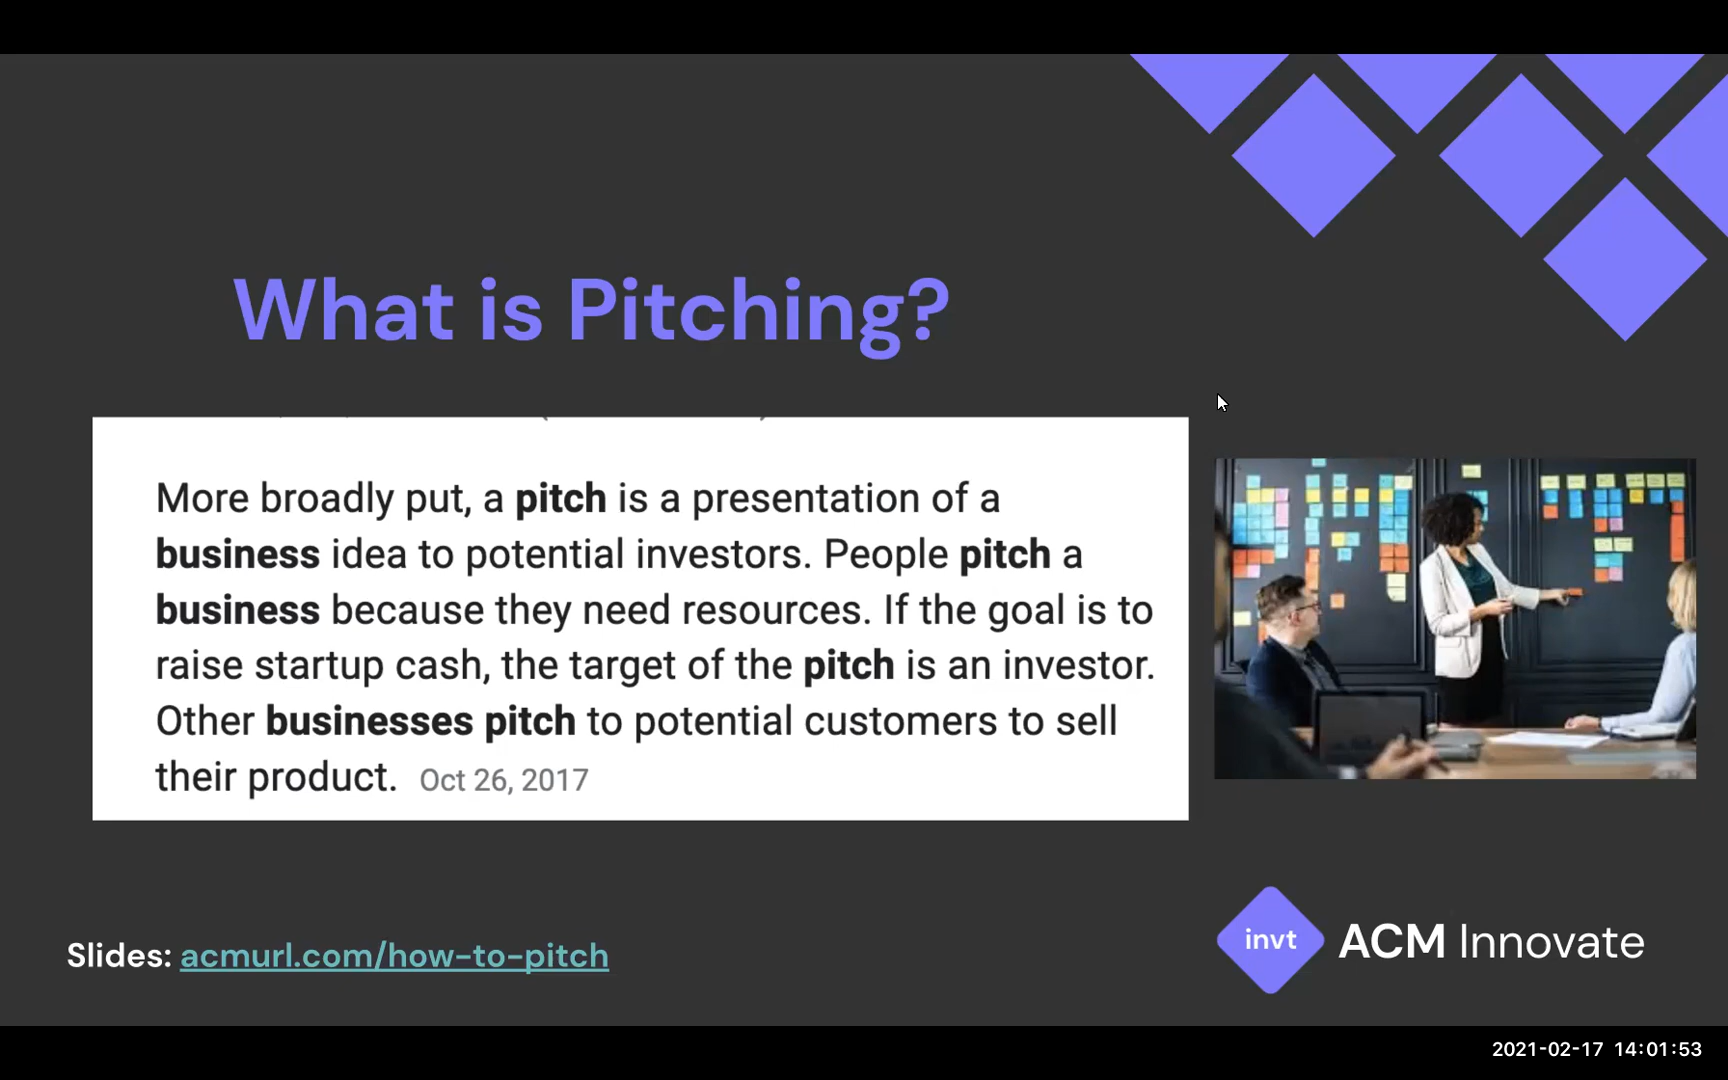 What is Pitching?
More broadly put, a pitch is a presentation of a
business idea to potential investors. People pitch a
business because they need resources. If the goal is to
raise startup cash, the target of the pitch is an investor.
Other businesses pitch to potential customers to sell
their product. Oct 26, 2017
Slides: acmurl.com/how-to-pitch
invt ACM Innovate
2021-02-17 14:01:53